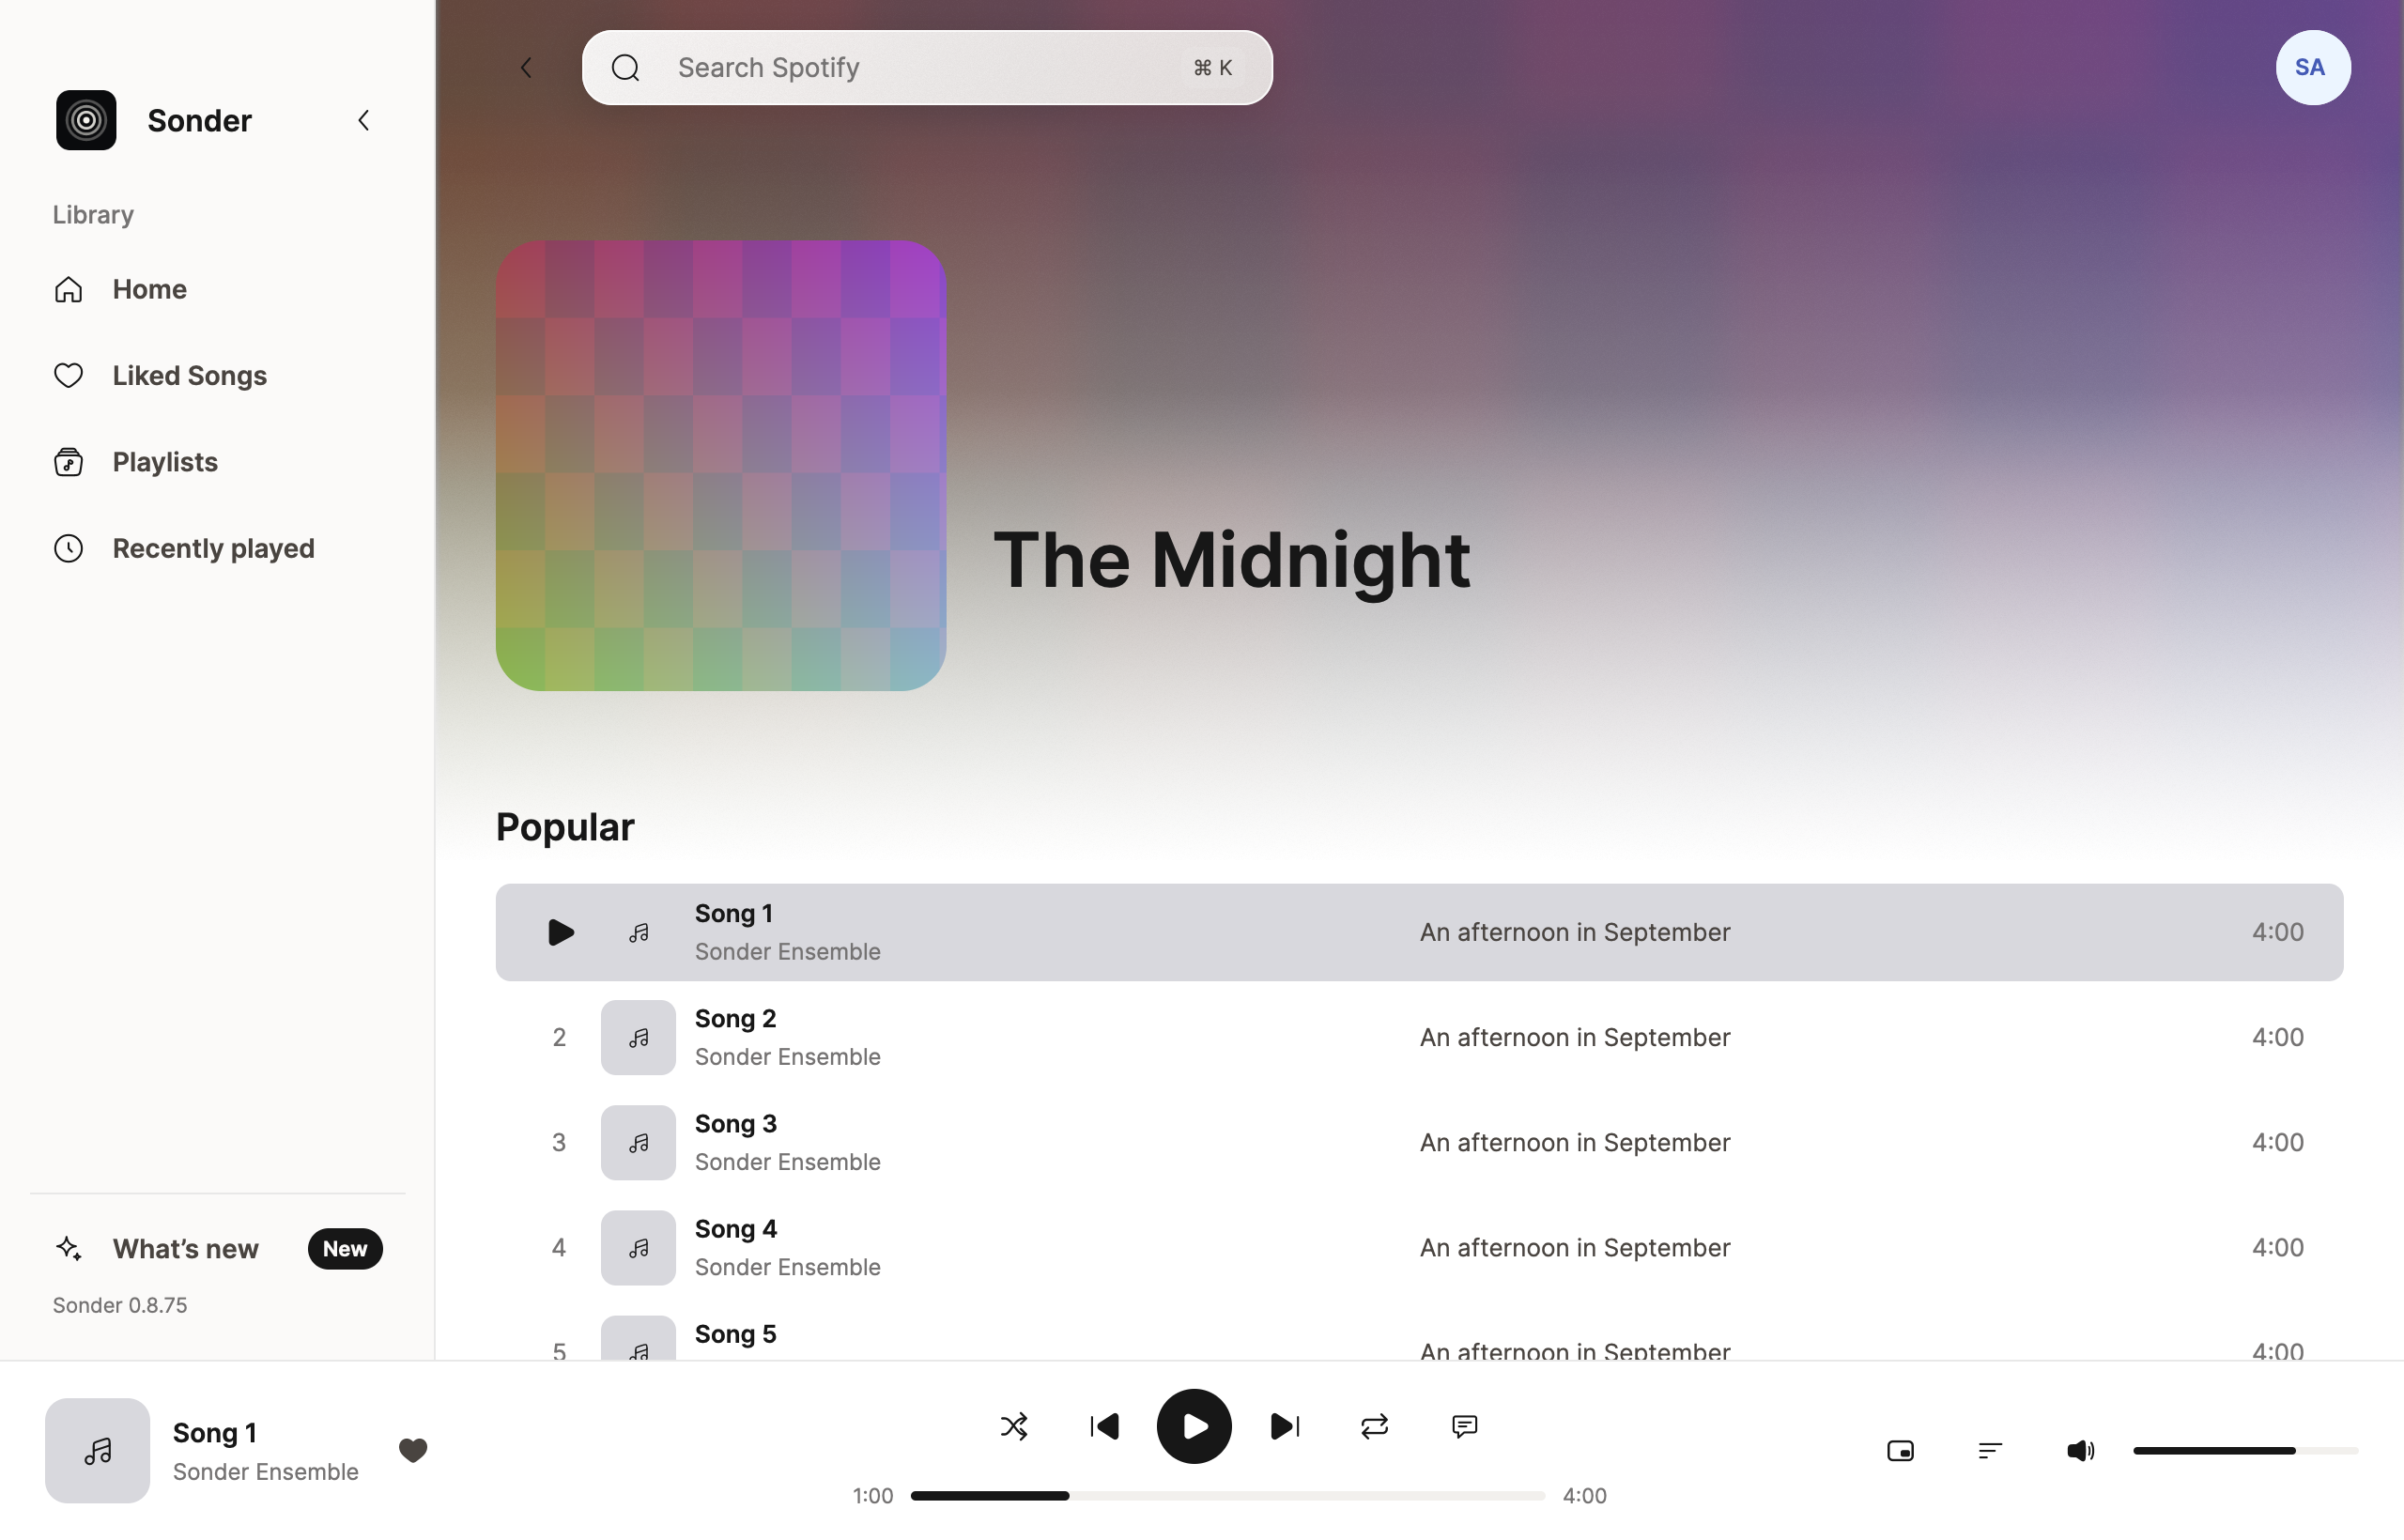 Sonder
Library
Home
Liked Songs
Playlists
Recently played
What’s new
New
Sonder 0.8.75
Search Spotify
⌘ K
SA
The Midnight
Popular
Song 1
Sonder Ensemble
An afternoon in September
4:00
2
Song 2
Sonder Ensemble
An afternoon in September
4:00
3
Song 3
Sonder Ensemble
An afternoon in September
4:00
4
Song 4
Sonder Ensemble
An afternoon in September
4:00
5
Song 5
An afternoon in September
4:00
Song 1
Sonder Ensemble
1:00
4:00